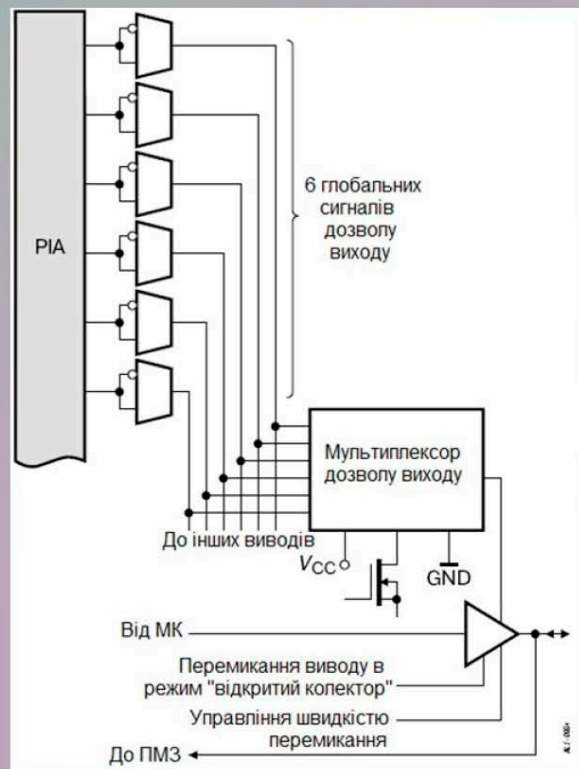 6 глобальних
сигналів
дозволу
виходу
PIA
Мультиплексор
дозволу виходу
До інших виводів
VCC
GND
Від МК
Перемикання виводу в
режим "відкритий колектор"
Управління швидкістю
перемикання
До ПМЗ